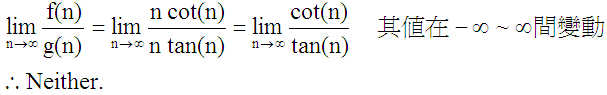 lim_{n→∞} f(n)/g(n) = lim_{n→∞} n cot(n)/n tan(n) = lim_{n→∞} cot(n)/tan(n) 其值在 − ∞ ~ ∞間變動
∴ Neither.